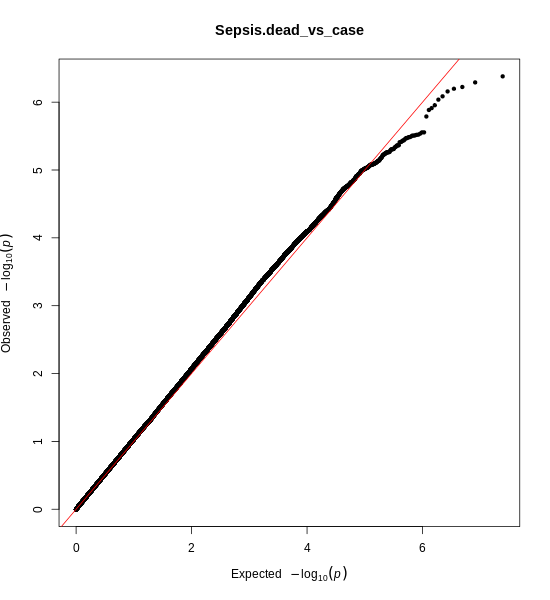 Sepsis.dead_vs_case
6
5
4
3
2
1
0
Observed −log10(p)
0 2 4 6
Expected −log10(p)